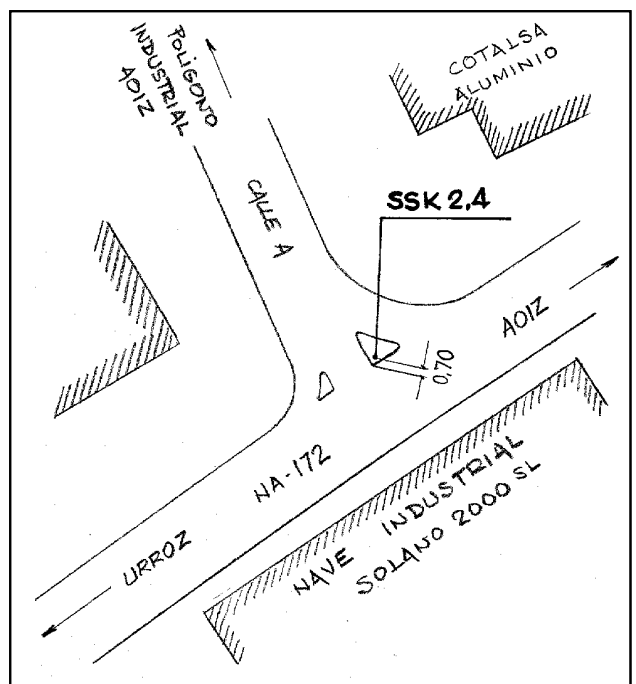 POLÍGONO
INDUSTRIAL
AOIZ
COTALSA
ALUMINIO
CALLE A
SSK 2,4
AOIZ
0,70
NA-172
URROZ
NAVE INDUSTRIAL
SOLANO 2000 SL